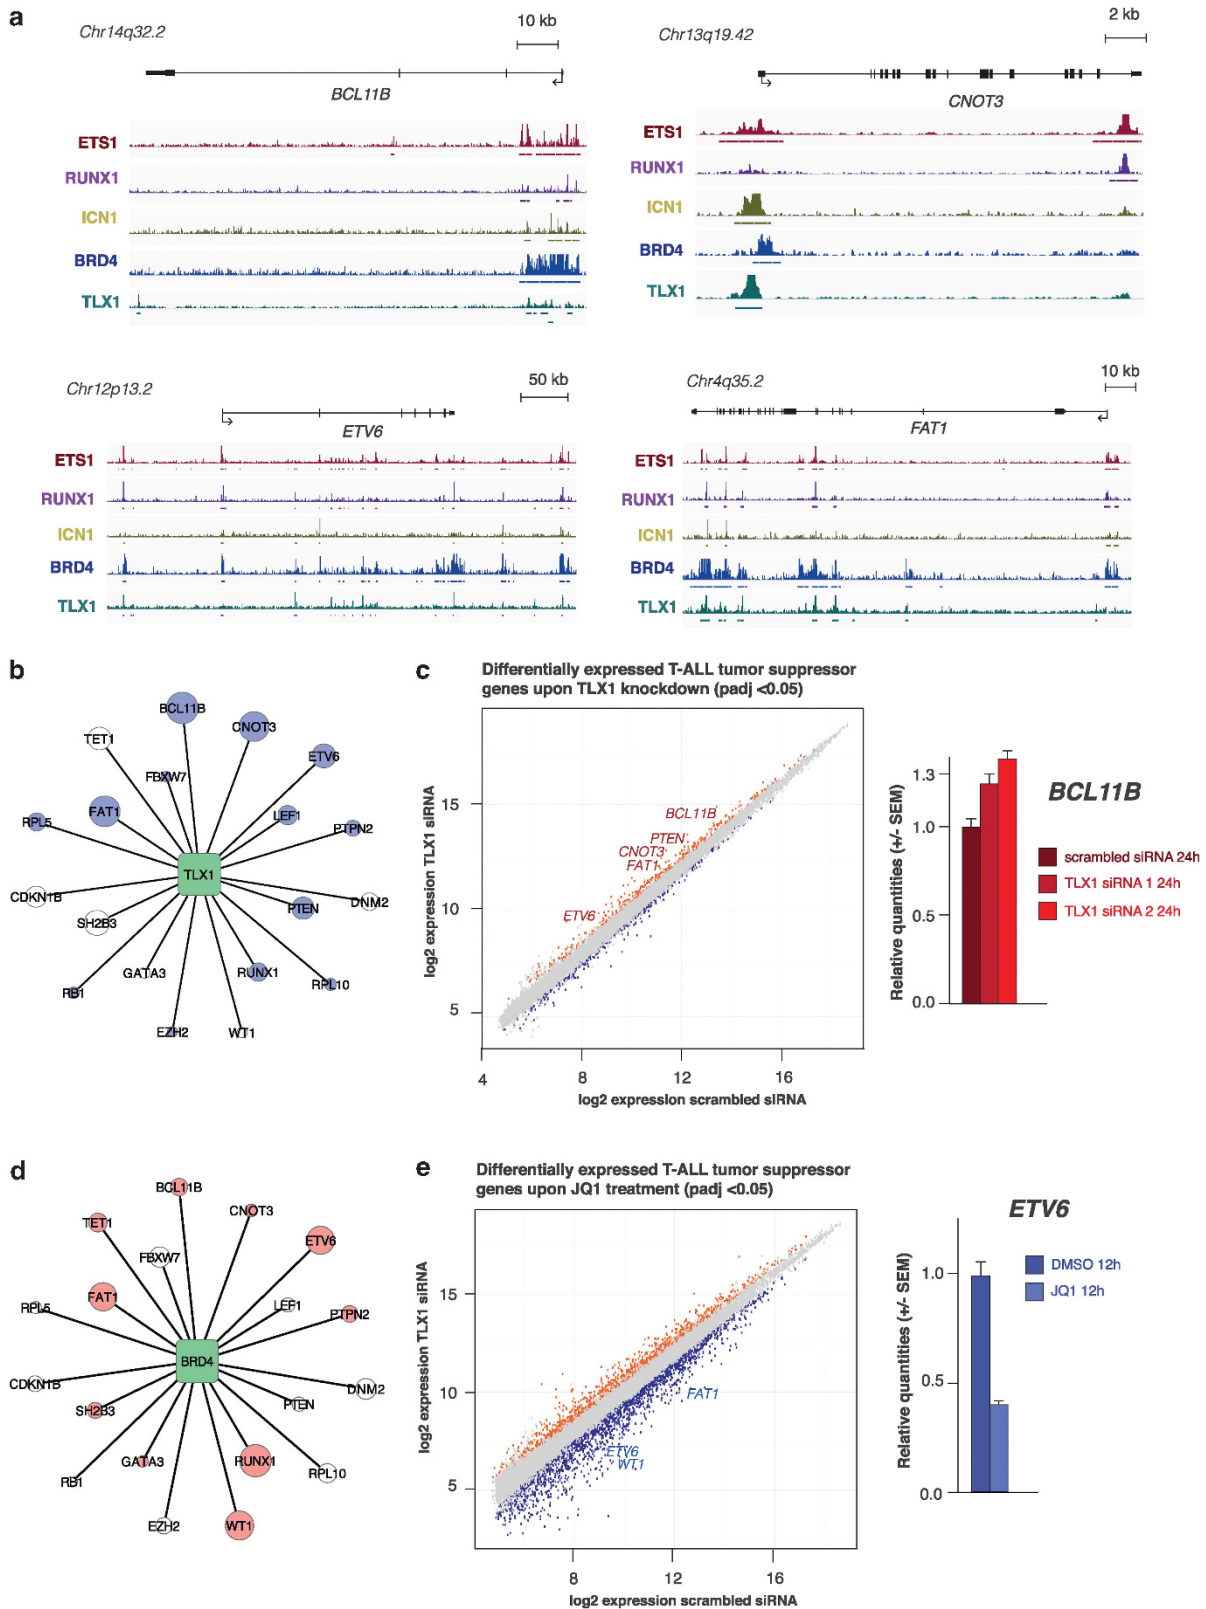 a
Chr14q32.2
10 kb
BCL11B
ETS1
RUNX1
ICN1
BRD4
TLX1
Chr13q19.42
2 kb
CNOT3
ETS1
RUNX1
ICN1
BRD4
TLX1
Chr12p13.2
50 kb
ETV6
ETS1
RUNX1
ICN1
BRD4
TLX1
Chr4q35.2
10 kb
FAT1
ETS1
RUNX1
ICN1
BRD4
TLX1
b
BCL11B
CNOT3
TET1
ETV6
FBXW7
FAT1
LEF1
RPL5
PTPN2
TLX1
CDKN1B
DNM2
PTEN
SH2B3
GATA3
RUNX1
RPL10
RB1
EZH2
WT1
c
Differentially expressed T-ALL tumor suppressor
genes upon TLX1 knockdown (padj <0.05)
log2 expression TLX1 siRNA
15
10
5
BCL11B
PTEN
CNOT3
FAT1
ETV6
4
8
12
16
log2 expression scrambled siRNA
Relative quantities (+/- SEM)
1.3
1.0
0.5
0.0
BCL11B
scrambled siRNA 24h
TLX1 siRNA 1 24h
TLX1 siRNA 2 24h
d
BCL11B
CNOT3
TET1
ETV6
FBXW7
FAT1
LEF1
RPL5
PTPN2
BRD4
CDKN1B
DNM2
PTEN
SH2B3
GATA3
RUNX1
RPL10
RB1
EZH2
WT1
e
Differentially expressed T-ALL tumor suppressor
genes upon JQ1 treatment (padj <0.05)
log2 expression TLX1 siRNA
15
10
5
FAT1
ETV6
WT1
8
12
16
log2 expression scrambled siRNA
Relative quantities (+/- SEM)
1.0
0.5
0.0
ETV6
DMSO 12h
JQ1 12h